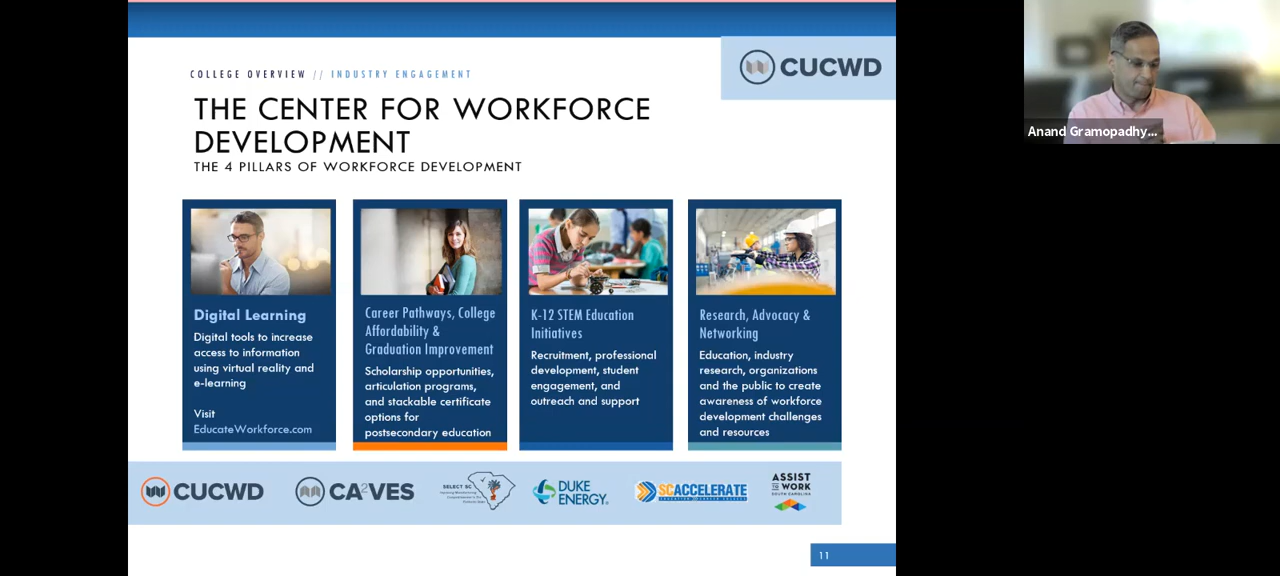 COLLEGE OVERVIEW // INDUSTRY ENGAGEMENT
CUCWD
THE CENTER FOR WORKFORCE
DEVELOPMENT
THE 4 PILLARS OF WORKFORCE DEVELOPMENT
Digital Learning
Digital tools to increase
access to information
using virtual reality and
e-learning
Visit
EducateWorkforce.com
Career Pathways, College
Affordability &
Graduation Improvement
Scholarship opportunities,
articulation programs,
and stackable certificate
options for
postsecondary education
K-12 STEM Education
Initiatives
Recruitment, professional
development, student
engagement, and
outreach and support
Research, Advocacy &
Networking
Education, industry
research, organizations
and the public to create
awareness of workforce
development challenges
and resources
CUCWD
CA2VES
SELECT SC
DUKE
ENERGY®
SCACCELERATE
ASSIST
TO WORK
SOUTH CAROLINA
11
Anand Gramopadhy...